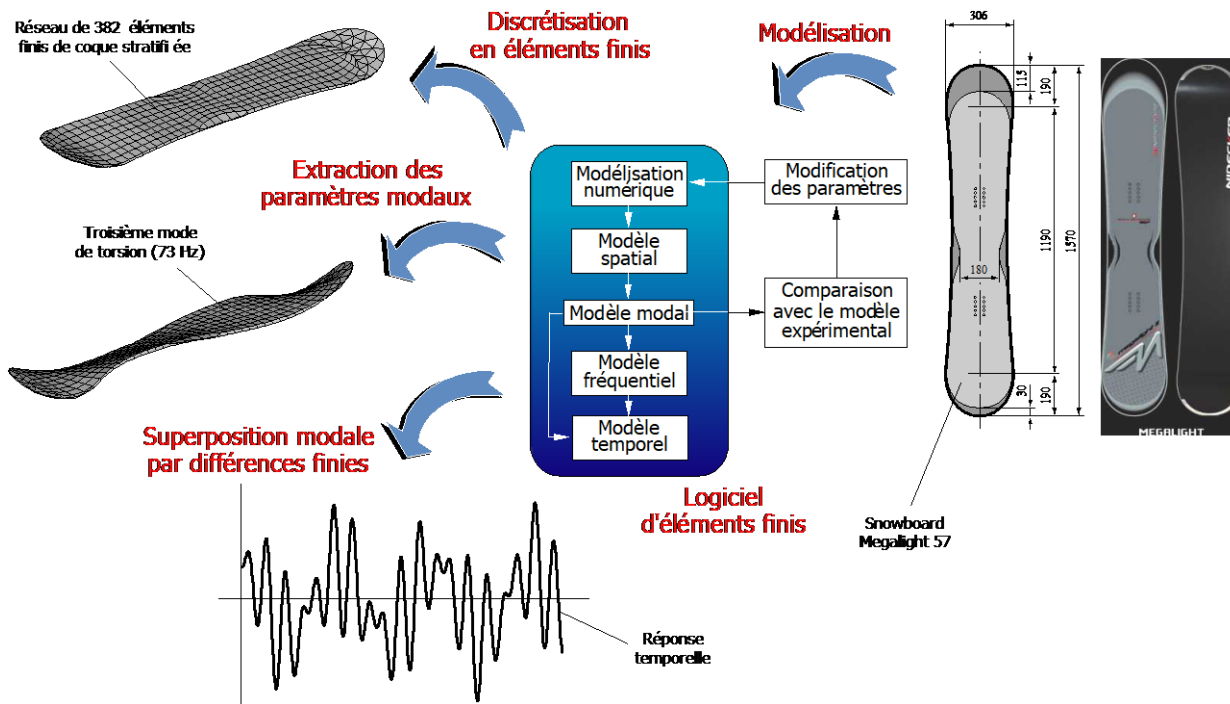 Réseau de 382 éléments
finis de coque stratifi ée
Discrétisation
en éléments finis
Modélisation
306
115
190
1190
1570
180
30
190
Extraction des
paramètres modaux
Troisième mode
de torsion (73 Hz)
Modélisation
numérique
Modèle
spatial
Modèle modal
Modèle
fréquentiel
Modèle
temporel
Modification
des paramètres
Comparaison
avec le modèle
expérimental
Superposition modale
par différences finies
Logiciel
d'éléments finis
Réponse
temporelle
Snowboard
Megalight 57
MEGALIGHT